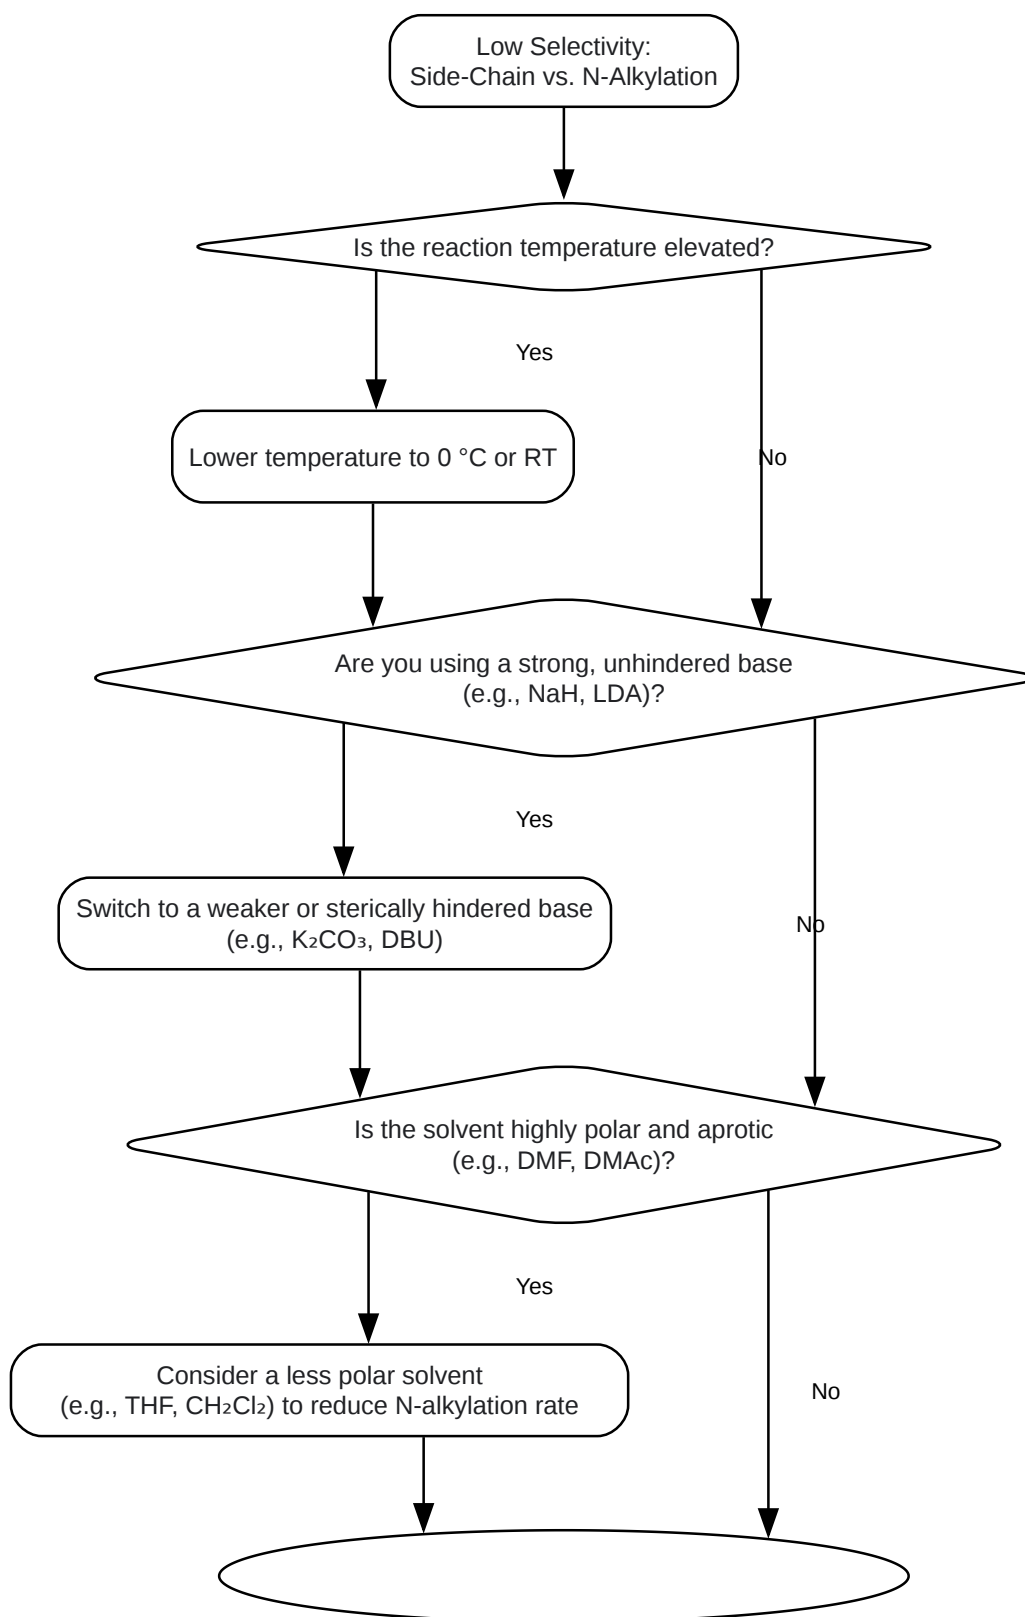 Low Selectivity:
Side-Chain vs. N-Alkylation
Is the reaction temperature elevated?
Yes
Lower temperature to 0 °C or RT
No
Are you using a strong, unhindered base
(e.g., NaH, LDA)?
Yes
Switch to a weaker or sterically hindered base
(e.g., K₂CO₃, DBU)
No
Is the solvent highly polar and aprotic
(e.g., DMF, DMAc)?
Yes
Consider a less polar solvent
(e.g., THF, CH₂Cl₂) to reduce N-alkylation rate
No